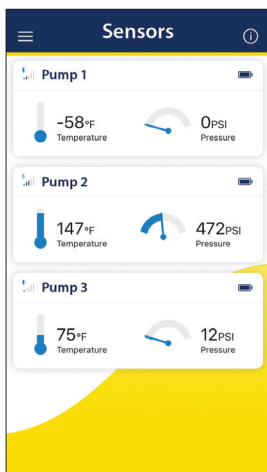 Sensors
Pump 1
-58°F
Temperature
0PSI
Pressure
Pump 2
147°F
Temperature
472PSI
Pressure
Pump 3
75°F
Temperature
12PSI
Pressure